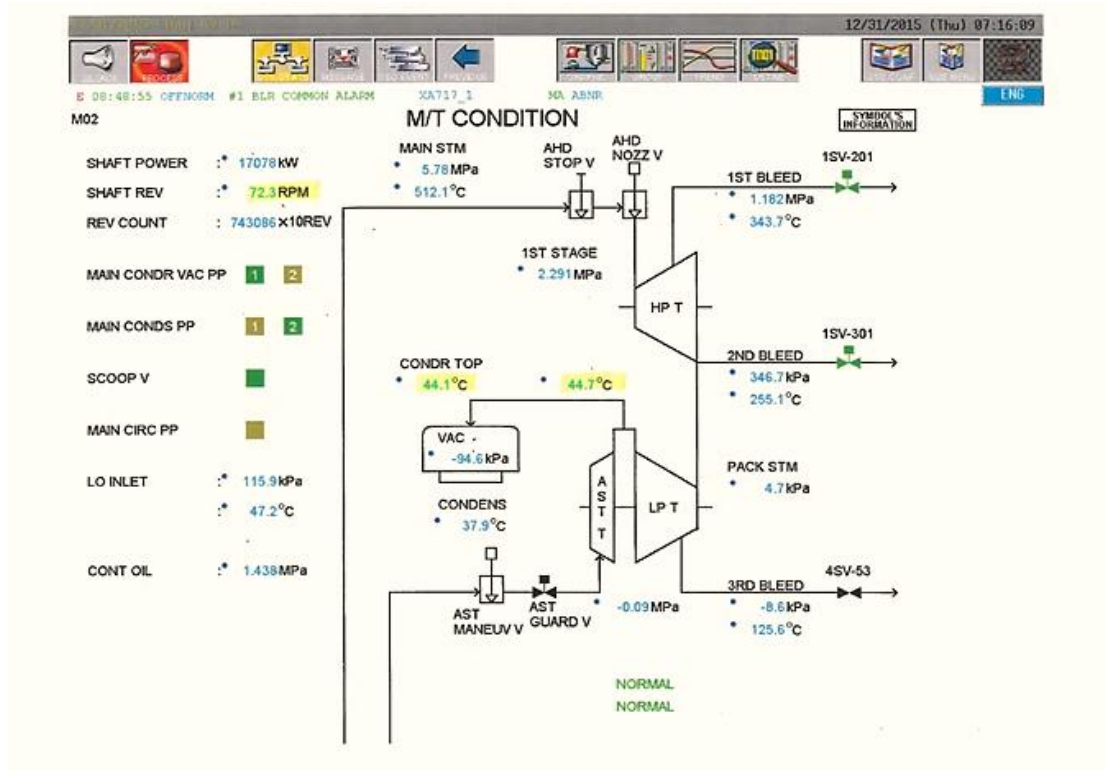 12/31/2015 (Thu) 07:16:09
E 08:48:55 OFFNORM #1 BLR COMMON ALARM XA717_1 MA ABNR
ENG
M02
M/T CONDITION
SYMBOL'S
INFORMATION
SHAFT POWER : 17078 kW
SHAFT REV : 72.3 RPM
REV COUNT : 743086 ×10REV
MAIN CONDR VAC PP 1 2
MAIN CONDS PP 1 2
SCOOP V
MAIN CIRC PP
LO INLET : 115.9 kPa
: 47.2 °C
CONT OIL : 1.438 MPa
MAIN STM
5.78 MPa
512.1 °C
AHD
STOP V
AHD
NOZZ V
1ST STAGE
2.291 MPa
HP T
1ST BLEED
1.182 MPa
343.7 °C
1SV-201
2ND BLEED
346.7 kPa
255.1 °C
1SV-301
CONDR TOP
44.1 °C
44.7 °C
VAC
-94.6 kPa
CONDENS
37.9 °C
AST T
LP T
PACK STM
4.7 kPa
AST
MANEUV V
AST
GUARD V
-0.09 MPa
3RD BLEED
-8.6 kPa
125.6 °C
4SV-53
NORMAL
NORMAL